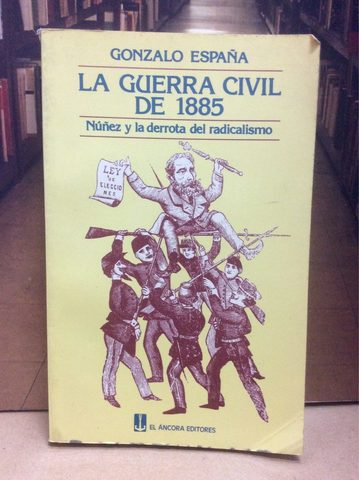 GONZALO ESPAÑA
LA GUERRA CIVIL
DE 1885
Núñez y la derrota del radicalismo
LEY
DE
ELECCIO
NES
EL ÁNCORA EDITORES